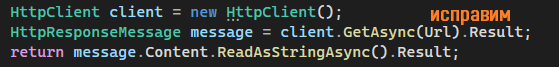 HttpClient client = new HttpClient(); исправим
HttpResponseMessage message = client.GetAsync(Url).Result;
return message.Content.ReadAsStringAsync().Result;